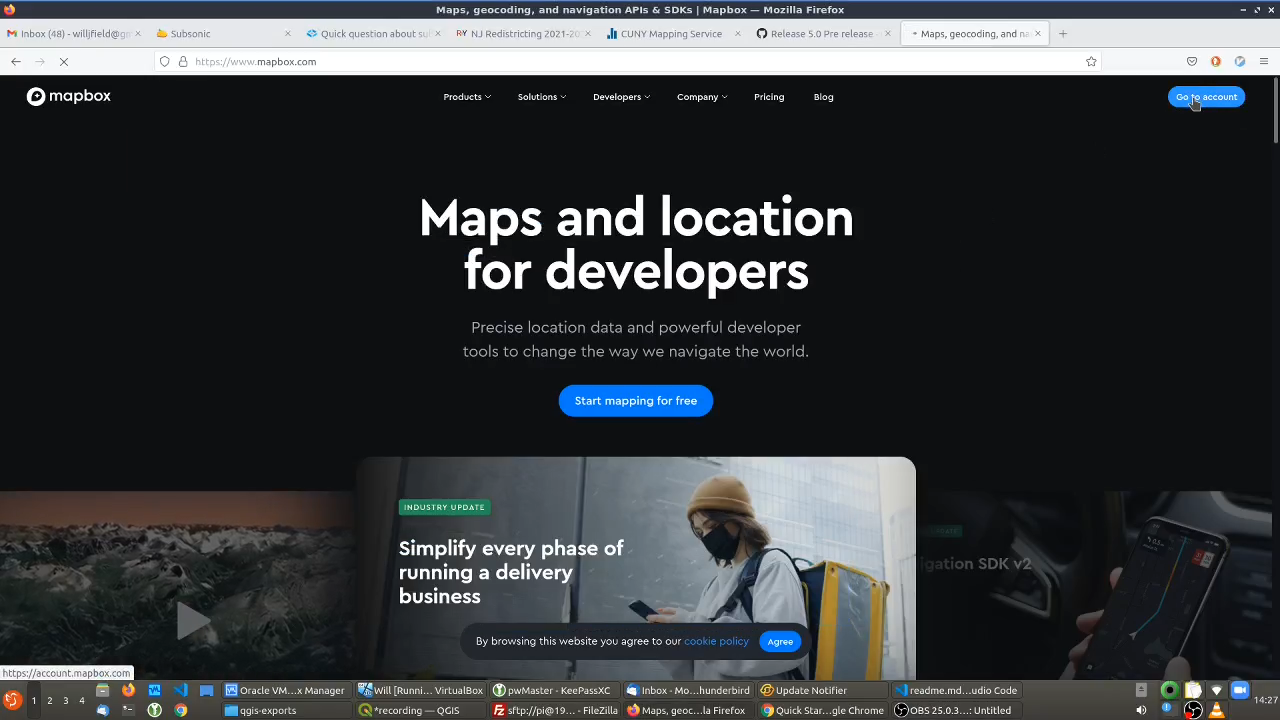 Maps, geocoding, and navigation APIs & SDKs | Mapbox — Mozilla Firefox
Inbox (48) - willjfield@g
Subsonic
Quick question about su
NJ Redistricting 2021-20
CUNY Mapping Service
Release 5.0 Pre release
Maps, geocoding, and na
https://www.mapbox.com
mapbox
Products
Solutions
Developers
Company
Pricing
Blog
Go to account
Maps and location
for developers
Precise location data and powerful developer
tools to change the way we navigate the world.
Start mapping for free
INDUSTRY UPDATE
Simplify every phase of
running a delivery
business
igation SDK v2
By browsing this website you agree to our cookie policy
Agree
https://account.mapbox.com
1 2 3 4
Oracle VM...x Manager
Will [Runni... VirtualBox
pwMaster - KeePassXC
Inbox - Mo...hunderbird
Update Notifier
readme.md...udio Code
qgis-exports
*recording — QGIS
sftp://pi@19... - FileZilla
Maps, geoc...la Firefox
Quick Star...gle Chrome
OBS 25.0.3... : Untitled
14:27